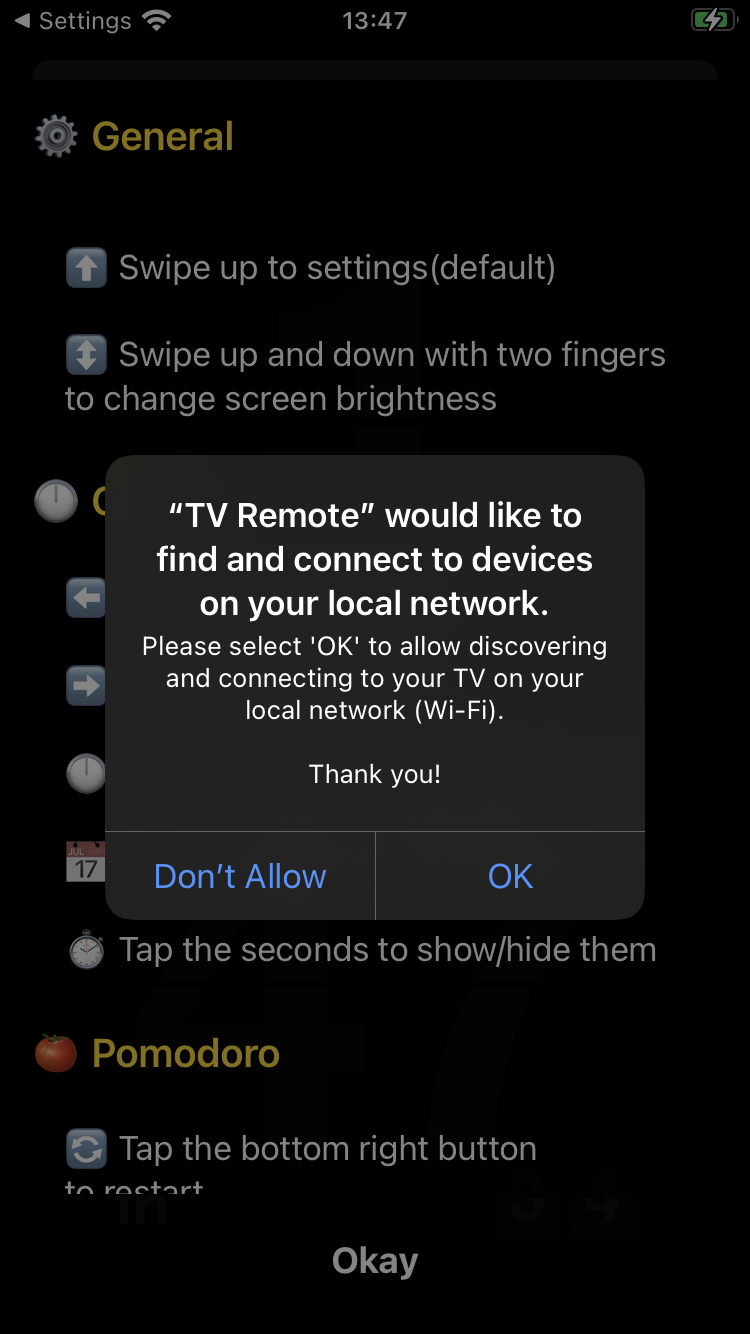 Settings
13:47
General
Swipe up to settings(default)
Swipe up and down with two fingers
to change screen brightness
“TV Remote” would like to
find and connect to devices
on your local network.
Please select 'OK' to allow discovering
and connecting to your TV on your
local network (Wi-Fi).
Thank you!
JUL
17
Don’t Allow
OK
Tap the seconds to show/hide them
Pomodoro
Tap the bottom right button
to restart
fri
34
Okay